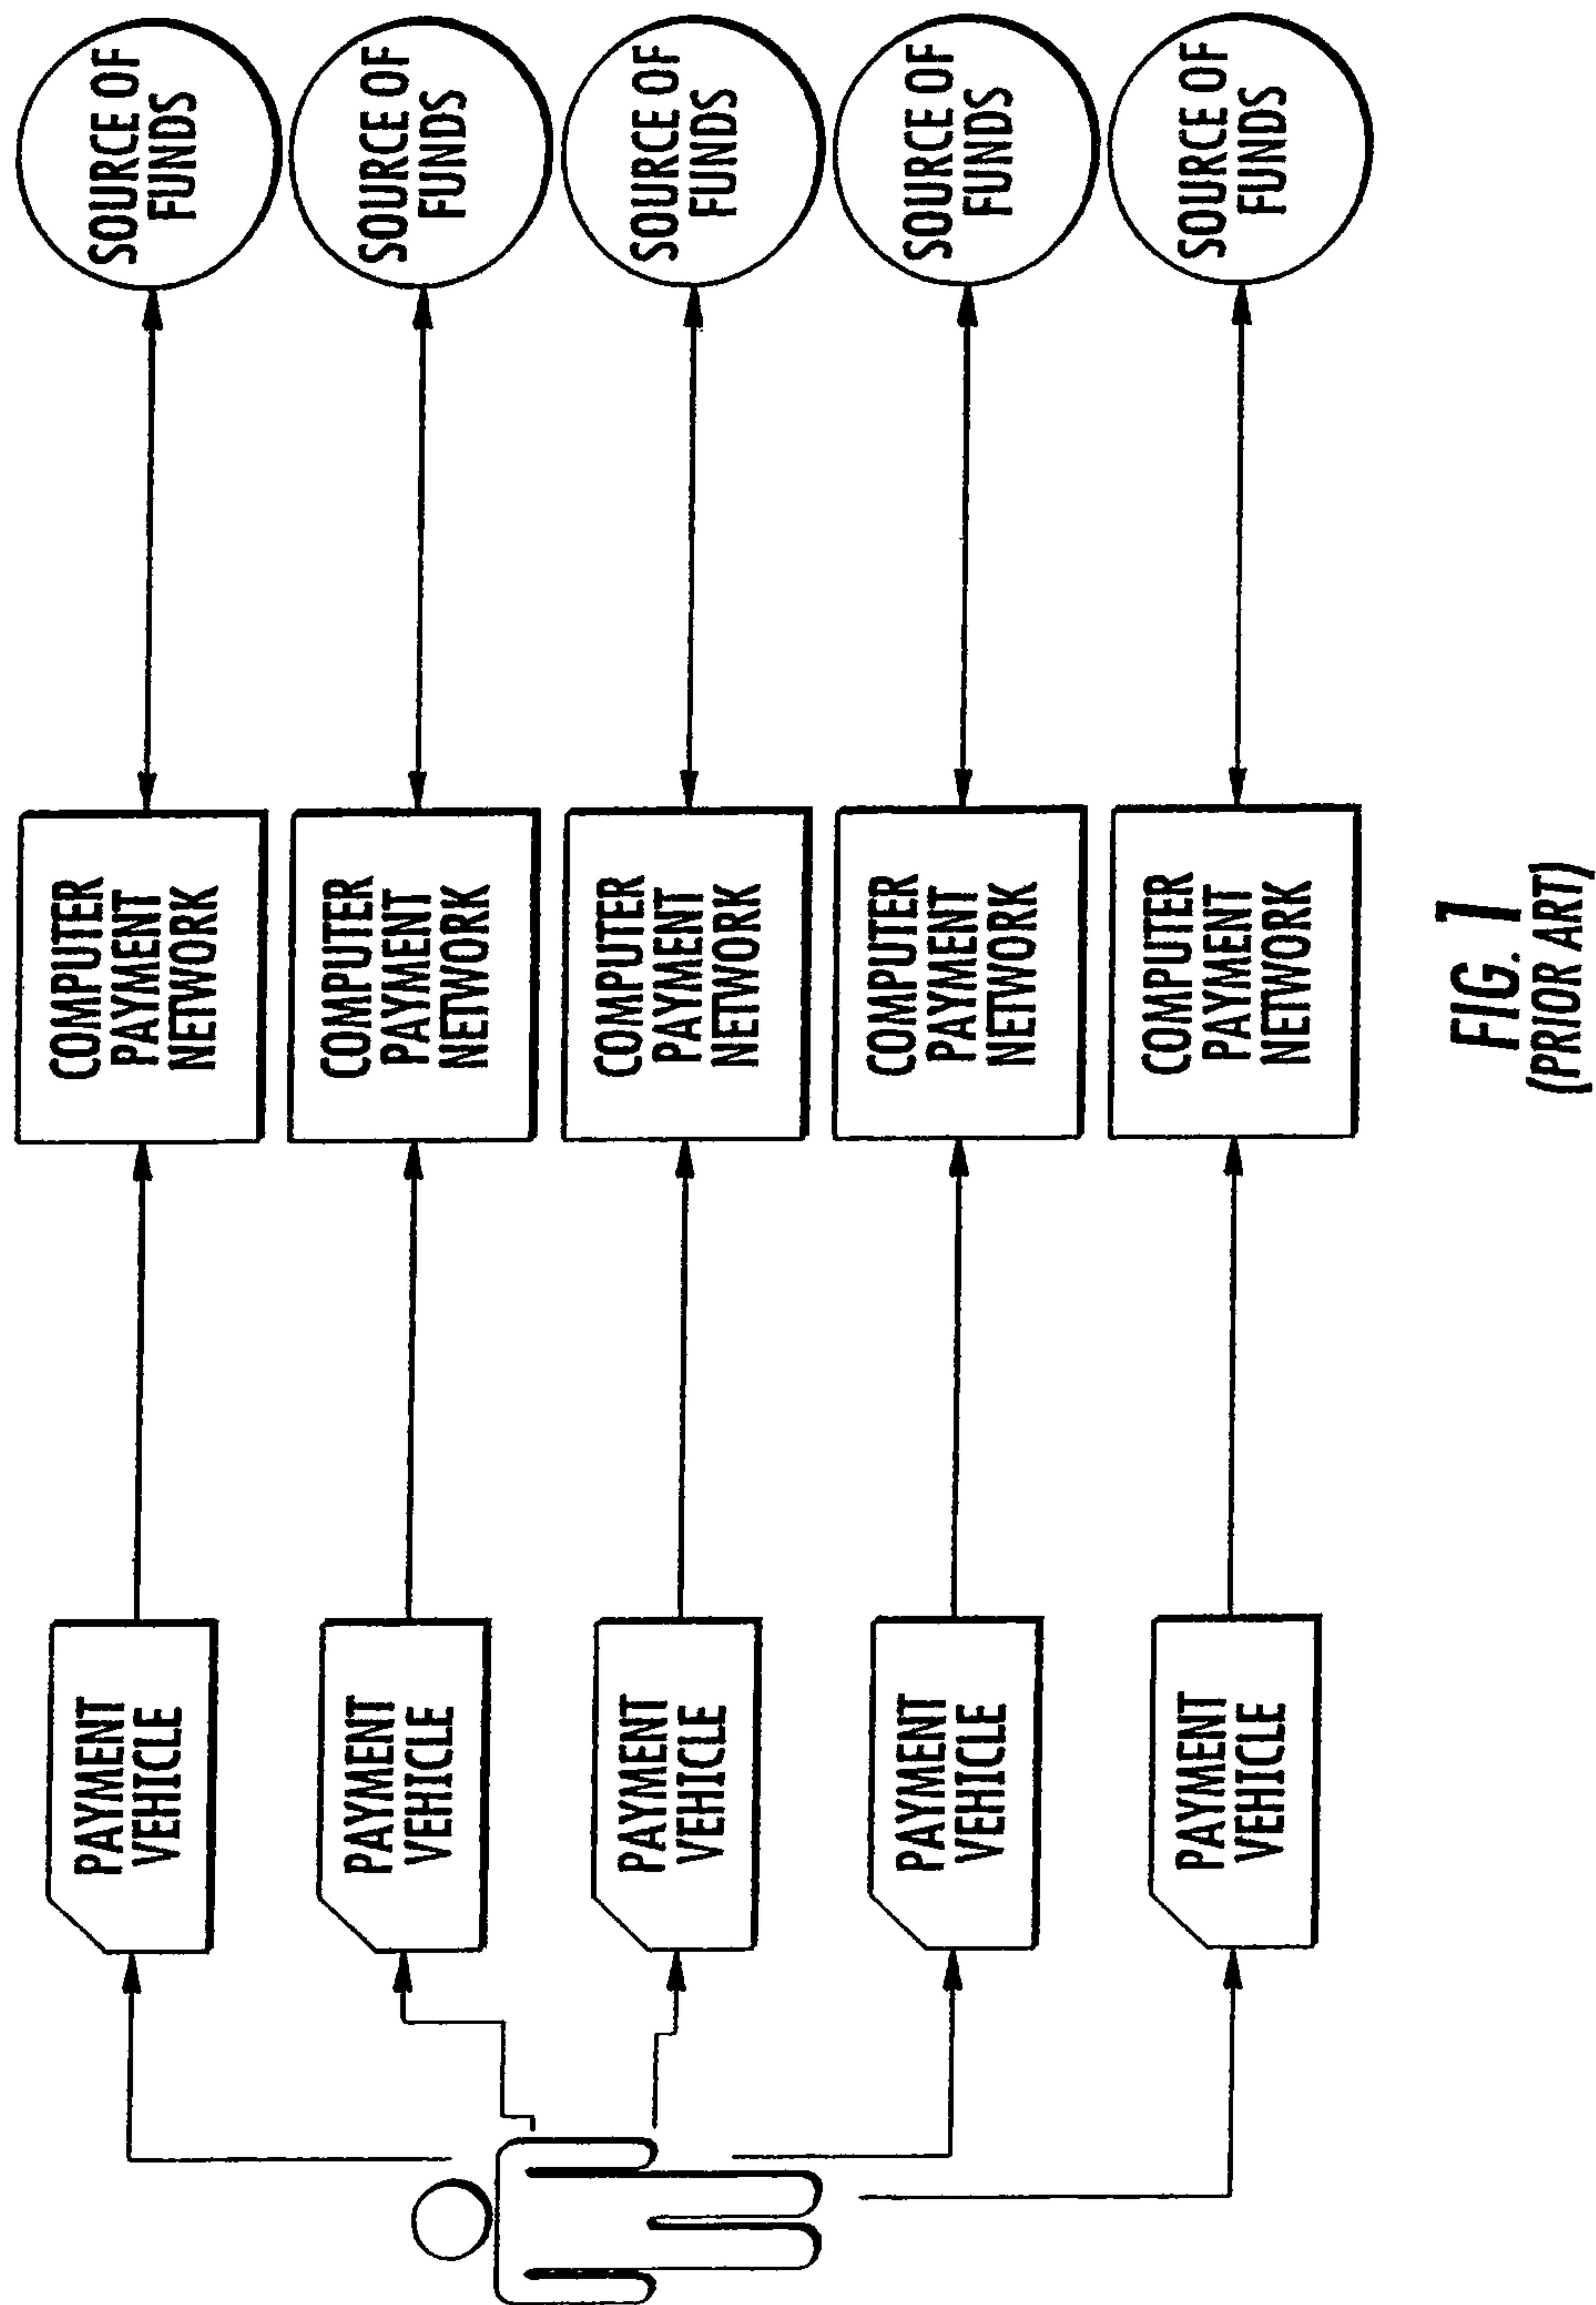 PAYMENT
VEHICLE
COMPUTER
PAYMENT
NETWORK
SOURCE OF
FUNDS
PAYMENT
VEHICLE
COMPUTER
PAYMENT
NETWORK
SOURCE OF
FUNDS
PAYMENT
VEHICLE
COMPUTER
PAYMENT
NETWORK
SOURCE OF
FUNDS
PAYMENT
VEHICLE
COMPUTER
PAYMENT
NETWORK
SOURCE OF
FUNDS
PAYMENT
VEHICLE
COMPUTER
PAYMENT
NETWORK
SOURCE OF
FUNDS
FIG. 1
(PRIOR ART)